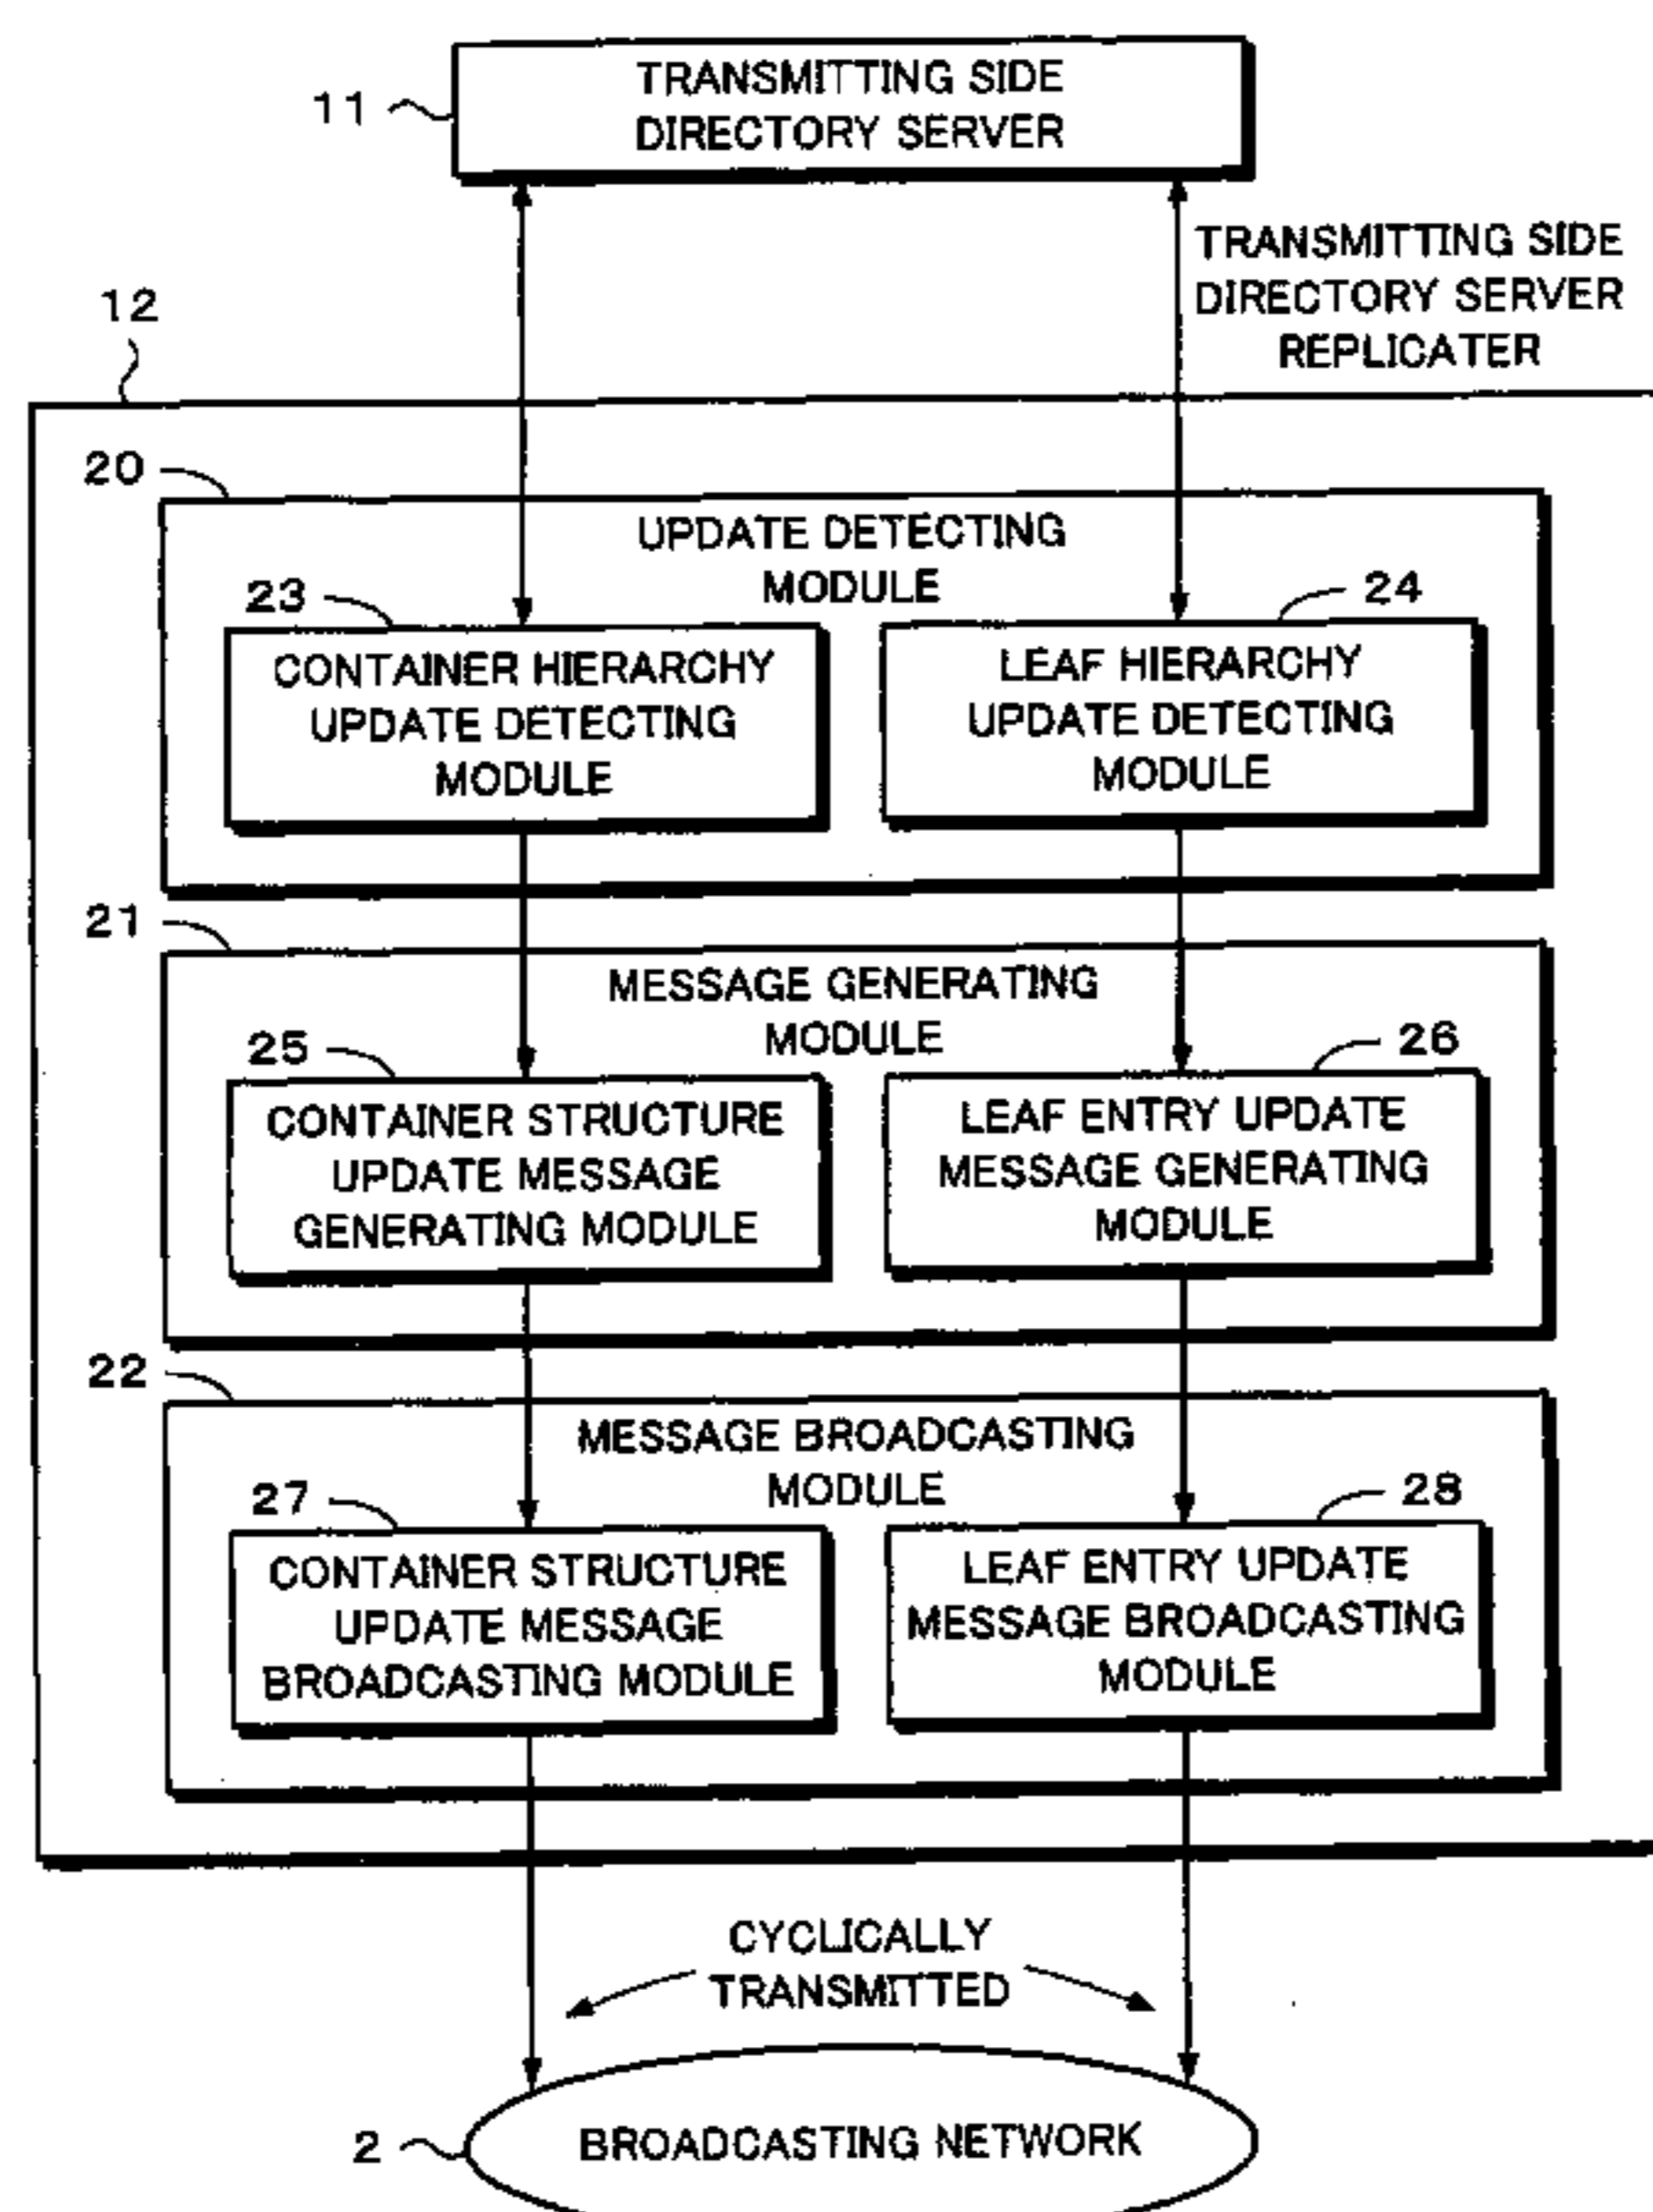 TRANSMITTING SIDE
DIRECTORY SERVER
11
TRANSMITTING SIDE
DIRECTORY SERVER
REPLICATER
12
20
UPDATE DETECTING
MODULE
23
24
CONTAINER HIERARCHY
UPDATE DETECTING
MODULE
LEAF HIERARCHY
UPDATE DETECTING
MODULE
21
MESSAGE GENERATING
MODULE
25
26
CONTAINER STRUCTURE
UPDATE MESSAGE
GENERATING MODULE
LEAF ENTRY UPDATE
MESSAGE GENERATING
MODULE
22
MESSAGE BROADCASTING
MODULE
27
28
CONTAINER STRUCTURE
UPDATE MESSAGE
BROADCASTING MODULE
LEAF ENTRY UPDATE
MESSAGE BROADCASTING
MODULE
CYCLICALLY
TRANSMITTED
2
BROADCASTING NETWORK